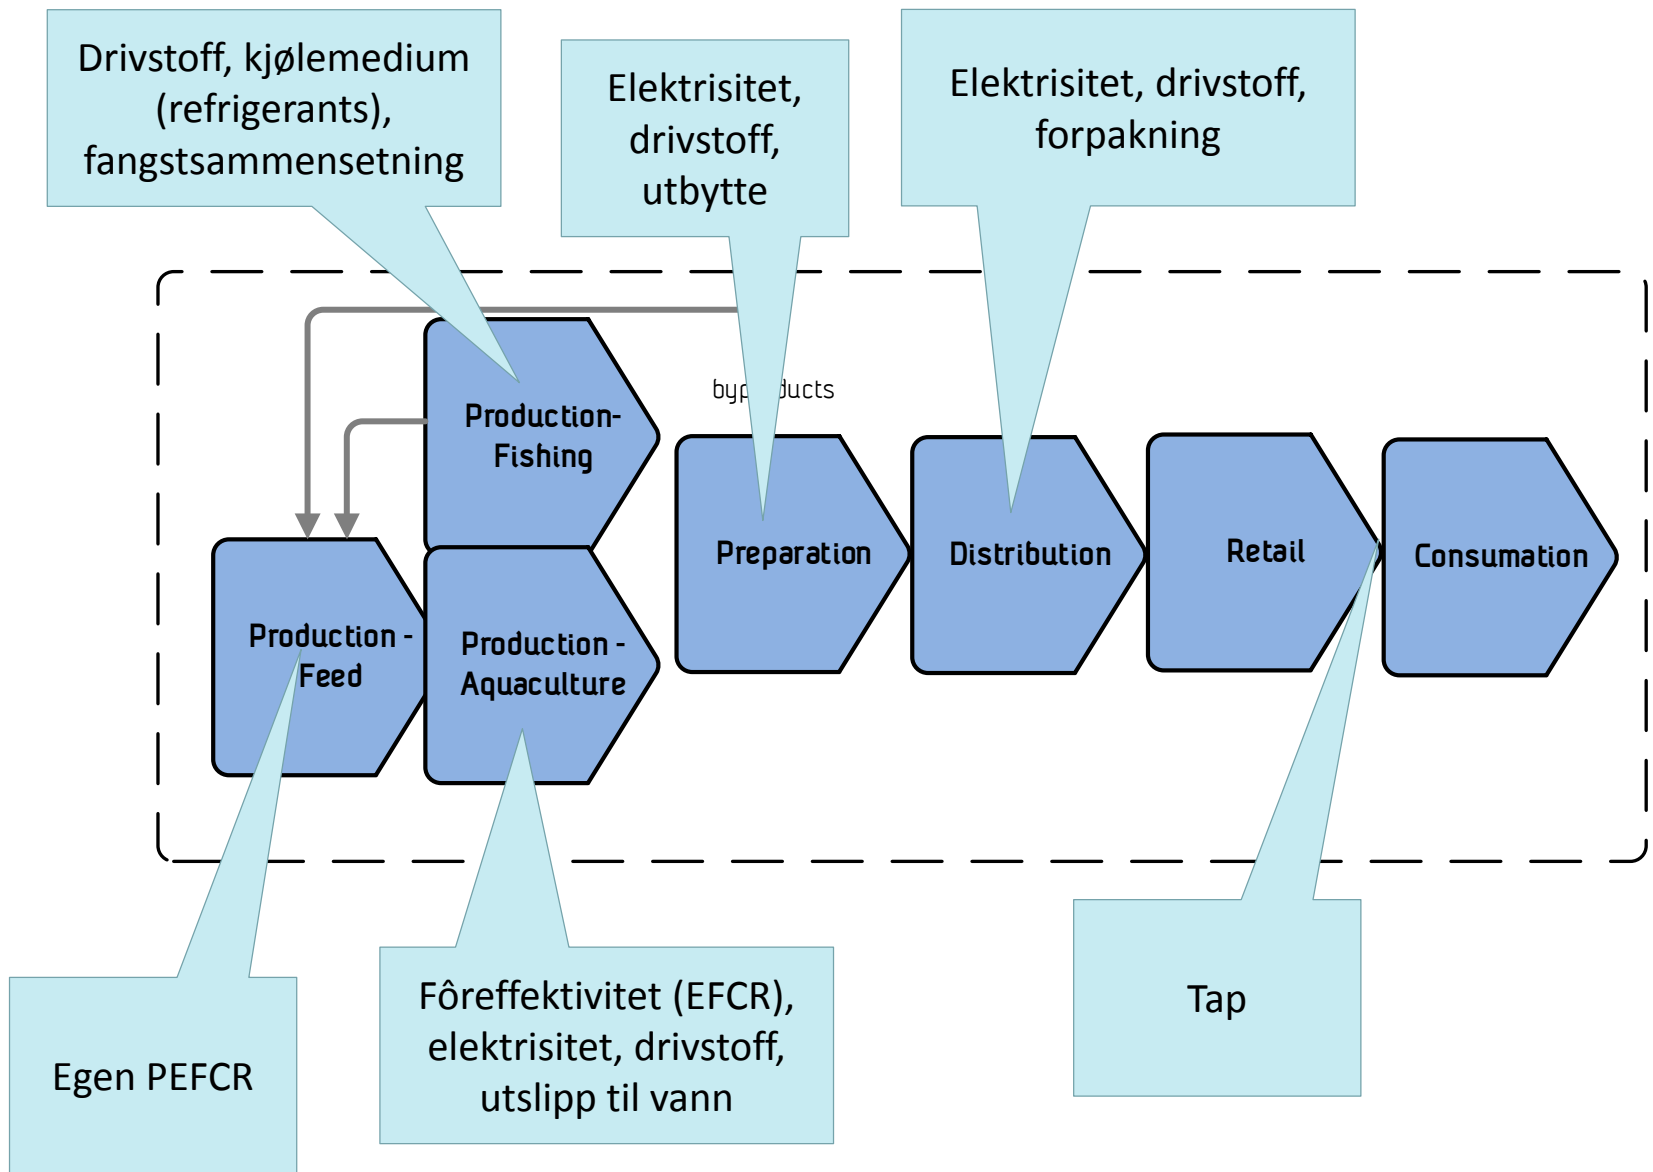 Drivstoff, kjølemedium
(refrigerants),
fangstsammensetning
Elektrisitet,
drivstoff,
utbytte
Elektrisitet, drivstoff,
forpakning
Production-
Fishing
Preparation
Distribution
Retail
Consumation
Production -
Feed
Production -
Aquaculture
Egen PEFCR
Fôreffektivitet (EFCR),
elektrisitet, drivstoff,
utslipp til vann
Tap